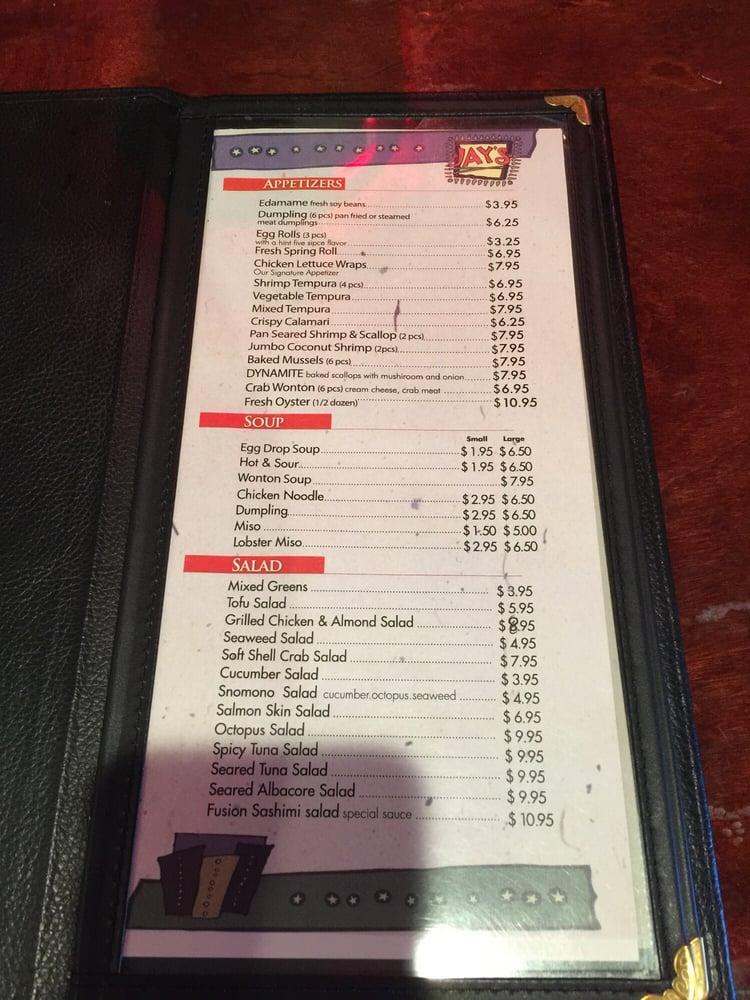 JAY'S
APPETIZERS
Edamame fresh soy beans $3.95
Dumpling (6 pcs) pan fried or steamed
meat dumplings $6.25
Egg Rolls (3 pcs)
with a hint five sipce flavor $3.25
Fresh Spring Roll $6.95
Chicken Lettuce Wraps $7.95
Our Signature Appetizer
Shrimp Tempura (4 pcs) $6.95
Vegetable Tempura $6.95
Mixed Tempura $7.95
Crispy Calamari $6.25
Pan Seared Shrimp & Scallop (2 pcs) $7.95
Jumbo Coconut Shrimp (2pcs) $7.95
Baked Mussels (6 pcs) $7.95
DYNAMITE baked scallops with mushiroom and onion $7.95
Crab Wonton (6 pcs) cream cheese, crab meat $6.95
Fresh Oyster (1/2 dozen) $10.95
SOUP
Small Large
Egg Drop Soup $1.95 $6.50
Hot & Sour $1.95 $6.50
Wonton Soup $7.95
Chicken Noodle $2.95 $6.50
Dumpling $2.95 $6.50
Miso $1.50 $5.00
Lobster Miso $2.95 $6.50
SALAD
Mixed Greens $3.95
Tofu Salad $5.95
Grilled Chicken & Almond Salad $8.95
Seaweed Salad $4.95
Soft Shell Crab Salad $7.95
Cucumber Salad $3.95
Snomono Salad cucumber.octopus.seaweed $4.95
Salmon Skin Salad $6.95
Octopus Salad $9.95
Spicy Tuna Salad $9.95
Seared Tuna Salad $9.95
Seared Albacore Salad $9.95
Fusion Sashimi salad special sauce $10.95